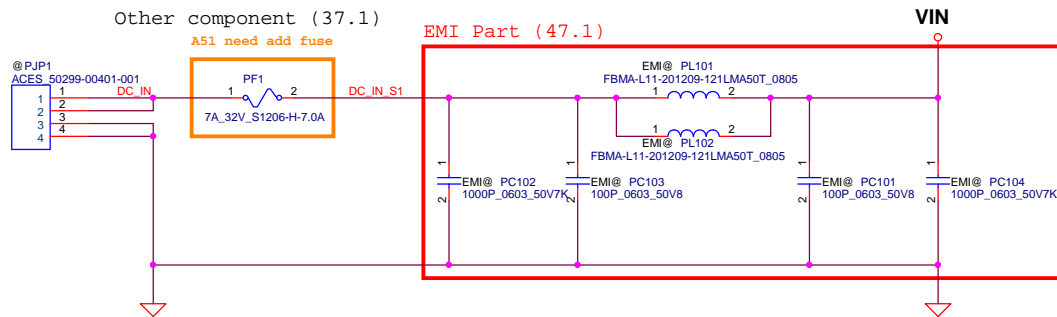 Other component (37.1)
A51 need add fuse
EMI Part (47.1)
VIN
@ PJP1
ACES_50299-00401-001
1
2
3
4
1
2
3
4
DC_IN
PF1
1
2
7A_32V_S1206-H-7.0A
DC_IN_S1
EMI@ PL101
FBMA-L11-201209-121LMA50T_0805
1
2
1
2
EMI@ PL102
FBMA-L11-201209-121LMA50T_0805
1
2
EMI@ PC102
1000P_0603_50V7K
1
2
EMI@ PC103
100P_0603_50V8
1
2
EMI@ PC101
100P_0603_50V8
1
2
EMI@ PC104
1000P_0603_50V7K